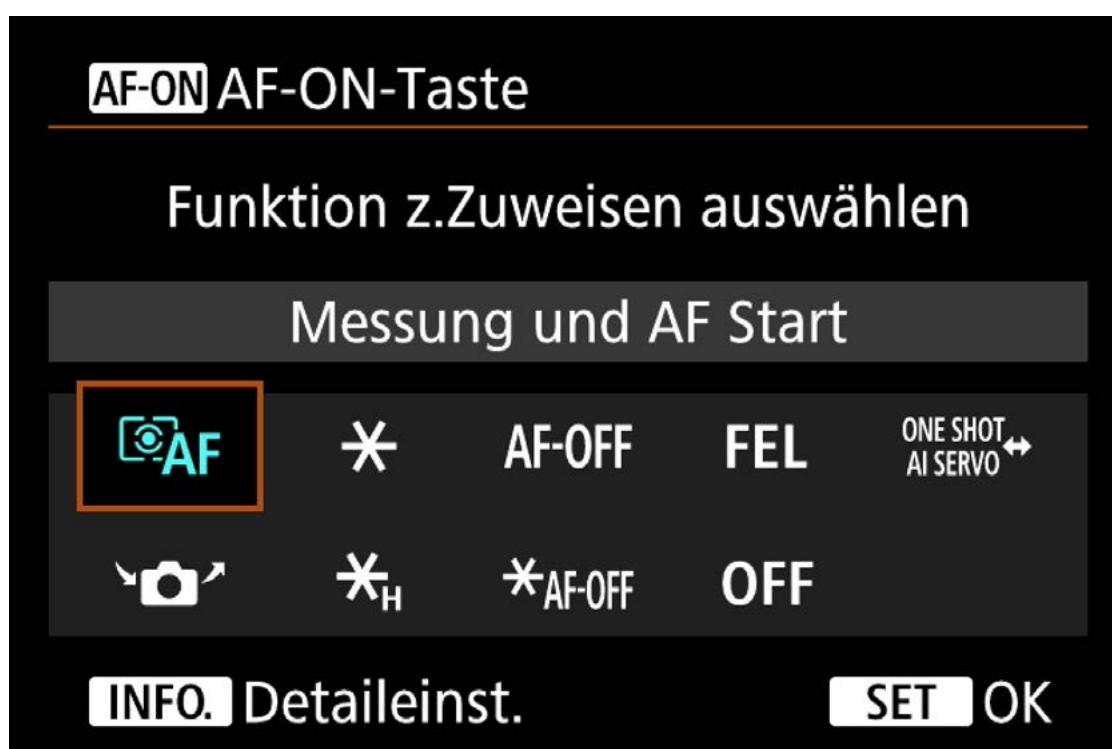 AF-ON AF-ON-Taste
Funktion z.Zuweisen auswählen
Messung und AF Start
AF AF-OFF FEL ONE SHOT
AI SERVO
H AF-OFF OFF
INFO. Detaileinst. SET OK